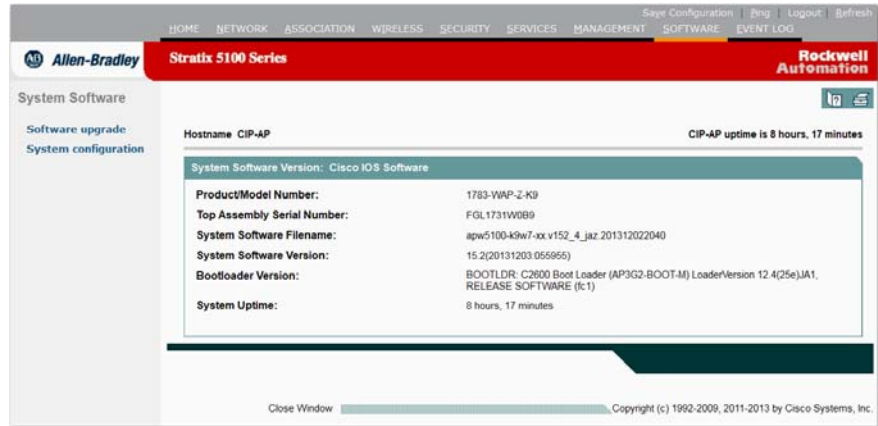 Save Configuration | Ping | Logout | Refresh
HOME NETWORK ASSOCIATION WIRELESS SECURITY SERVICES MANAGEMENT SOFTWARE EVENT LOG
AB Allen-Bradley
Stratix 5100 Series
Rockwell
Automation
System Software
Software upgrade
System configuration
Hostname CIP-AP
CIP-AP uptime is 8 hours, 17 minutes
System Software Version: Cisco IOS Software
Product/Model Number: 1783-WAP-Z-K9
Top Assembly Serial Number: FGL1731W0B9
System Software Filename: apw5100-k9w7-xx.v152_4_jaz.201312022040
System Software Version: 15.2(20131203:055955)
Bootloader Version: BOOTLDR: C2600 Boot Loader (AP3G2-BOOT-M) LoaderVersion 12.4(25e)JA1,
RELEASE SOFTWARE (fc1)
System Uptime: 8 hours, 17 minutes
Close Window
Copyright (c) 1992-2009, 2011-2013 by Cisco Systems, Inc.